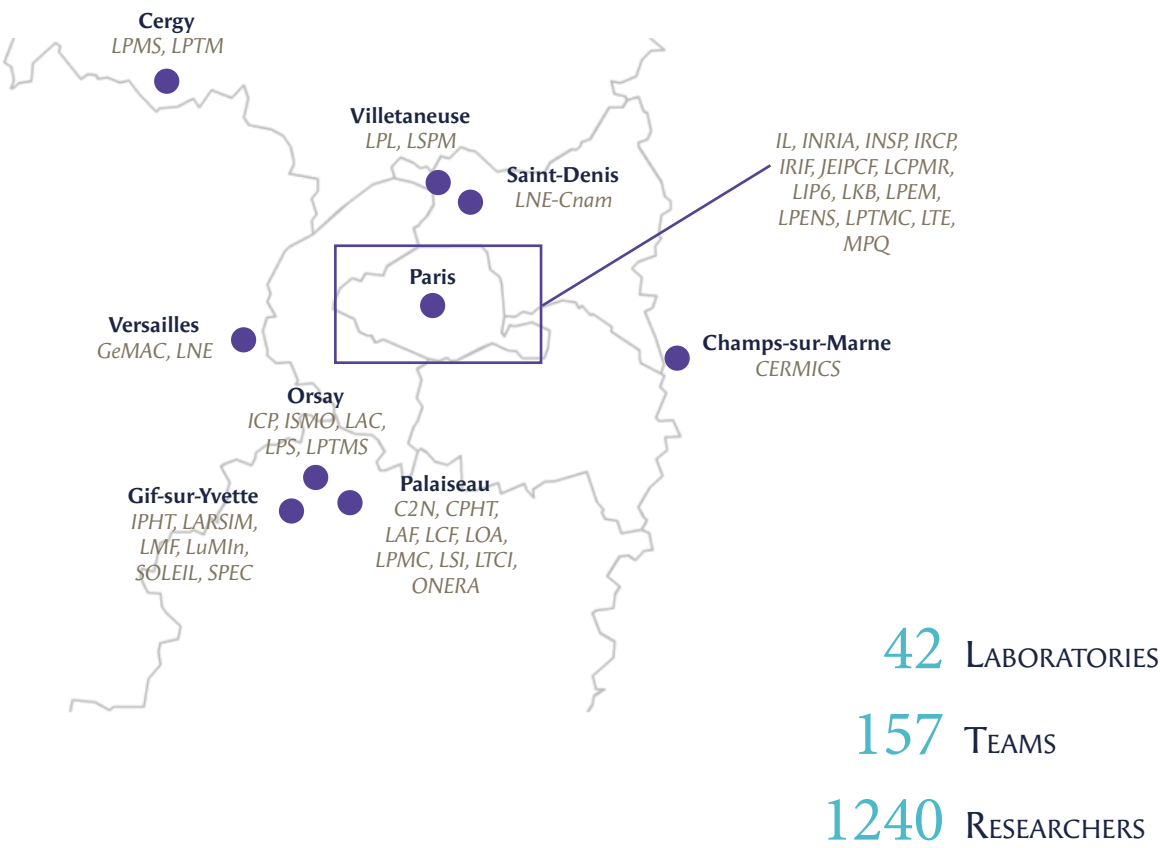 Cergy
LPMS, LPTM
Villetaneuse
LPL, LSPM
Saint-Denis
LNE-Cnam
IL, INRIA, INSP, IRCP,
IRIF, JEIPCF, LCPMR,
LIP6, LKB, LPEM,
LPENS, LPTMC, LTE,
MPQ
Paris
Versailles
GeMAC, LNE
Champs-sur-Marne
CERMICS
Orsay
ICP, ISMO, LAC,
LPS, LPTMS
Gif-sur-Yvette
IPHT, LARSIM,
LMF, LuMIn,
SOLEIL, SPEC
Palaiseau
C2N, CPHT,
LAF, LCF, LOA,
LPMC, LSI, LTCI,
ONERA
42 Laboratories
157 Teams
1240 Researchers